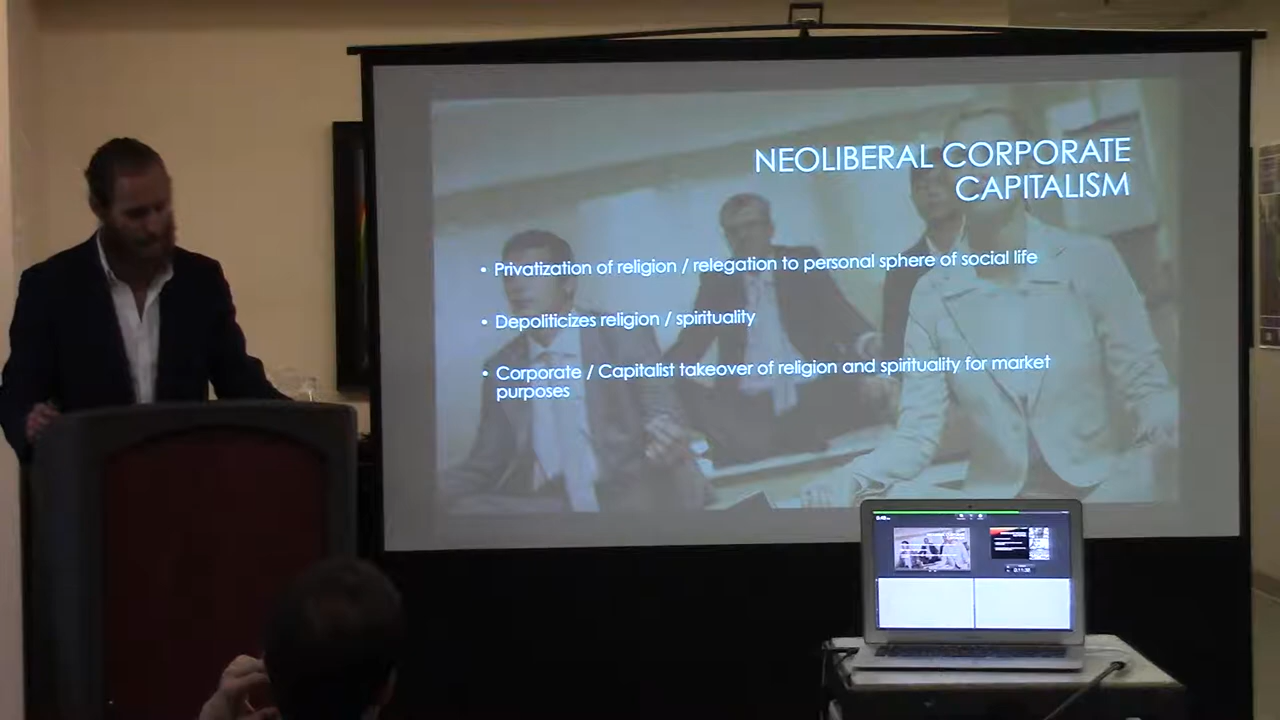 NEOLIBERAL CORPORATE
CAPITALISM
• Privatization of religion / relegation to personal sphere of social life
• Depoliticizes religion / spirituality
• Corporate / Capitalist takeover of religion and spirituality for market
purposes